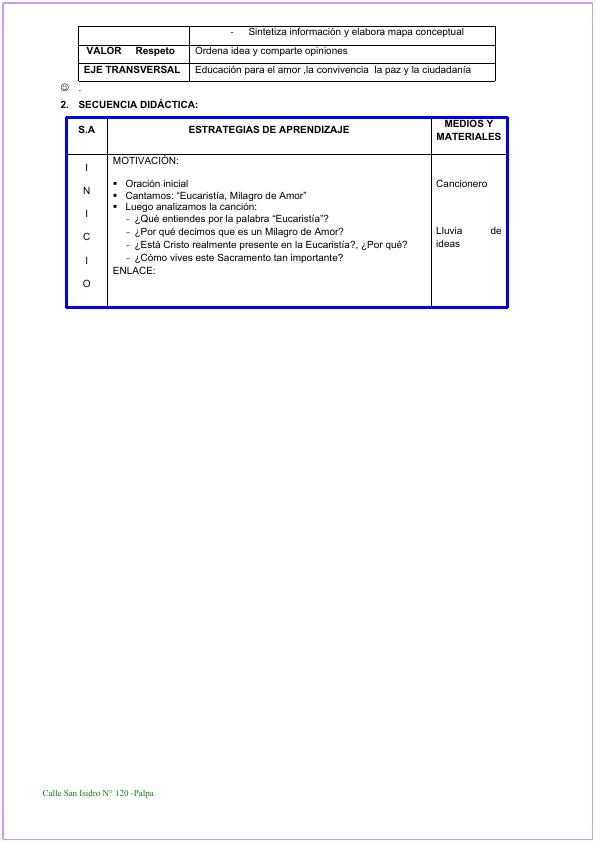 - Sintetiza información y elabora mapa conceptual
VALOR Respeto Ordena idea y comparte opiniones
EJE TRANSVERSAL Educación para el amor ,la convivencia la paz y la ciudadanía
☺ .
2. SECUENCIA DIDÁCTICA:
S.A ESTRATEGIAS DE APRENDIZAJE MEDIOS Y MATERIALES
I
N
I
C
I
O
MOTIVACIÓN:
▪ Oración inicial
▪ Cantamos: “Eucaristía, Milagro de Amor”
▪ Luego analizamos la canción:
– ¿Qué entiendes por la palabra “Eucaristía”?
– ¿Por qué decimos que es un Milagro de Amor?
– ¿Está Cristo realmente presente en la Eucaristía?, ¿Por qué?
– ¿Cómo vives este Sacramento tan importante?
ENLACE:
Cancionero
Lluvia de
ideas
Calle San Isidro N° 120 -Palpa